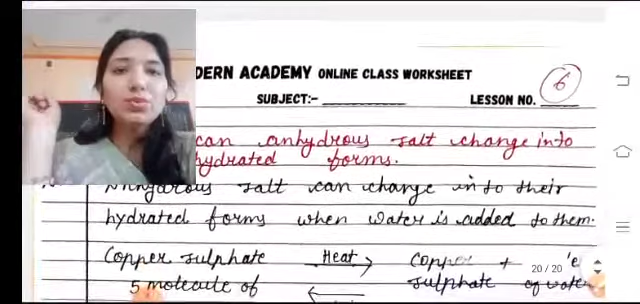 DERN ACADEMY ONLINE CLASS WORKSHEET
SUBJECT:- LESSON NO. 6
can anhydrous salt change into
hydrated forms.
Anhydrous salt can change into their
hydrated forms when water is added to them.
Copper sulphate Heat Copper +
5 molecule of sulphate of water
20 / 20